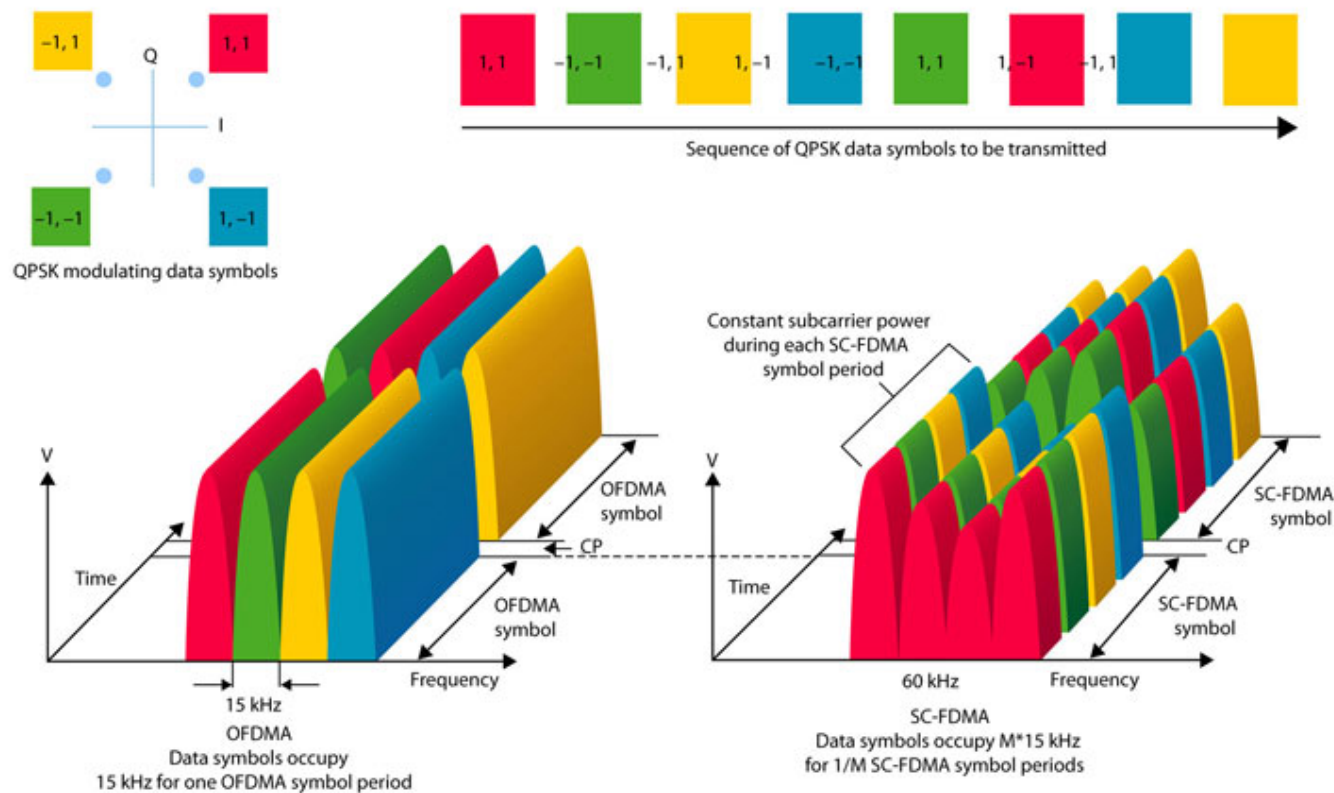 –1, 1
1, 1
Q
I
–1, –1
1, –1
QPSK modulating data symbols
1, 1
–1, –1
–1, 1
1, –1
–1, –1
1, 1
1, –1
–1, 1
Sequence of QPSK data symbols to be transmitted
V
Time
OFDMA
symbol
CP
OFDMA
symbol
Frequency
15 kHz
OFDMA
Data symbols occupy
15 kHz for one OFDMA symbol period
Constant subcarrier power
during each SC-FDMA
symbol period
V
Time
SC-FDMA
symbol
CP
SC-FDMA
symbol
60 kHz
Frequency
SC-FDMA
Data symbols occupy M*15 kHz
for 1/M SC-FDMA symbol periods